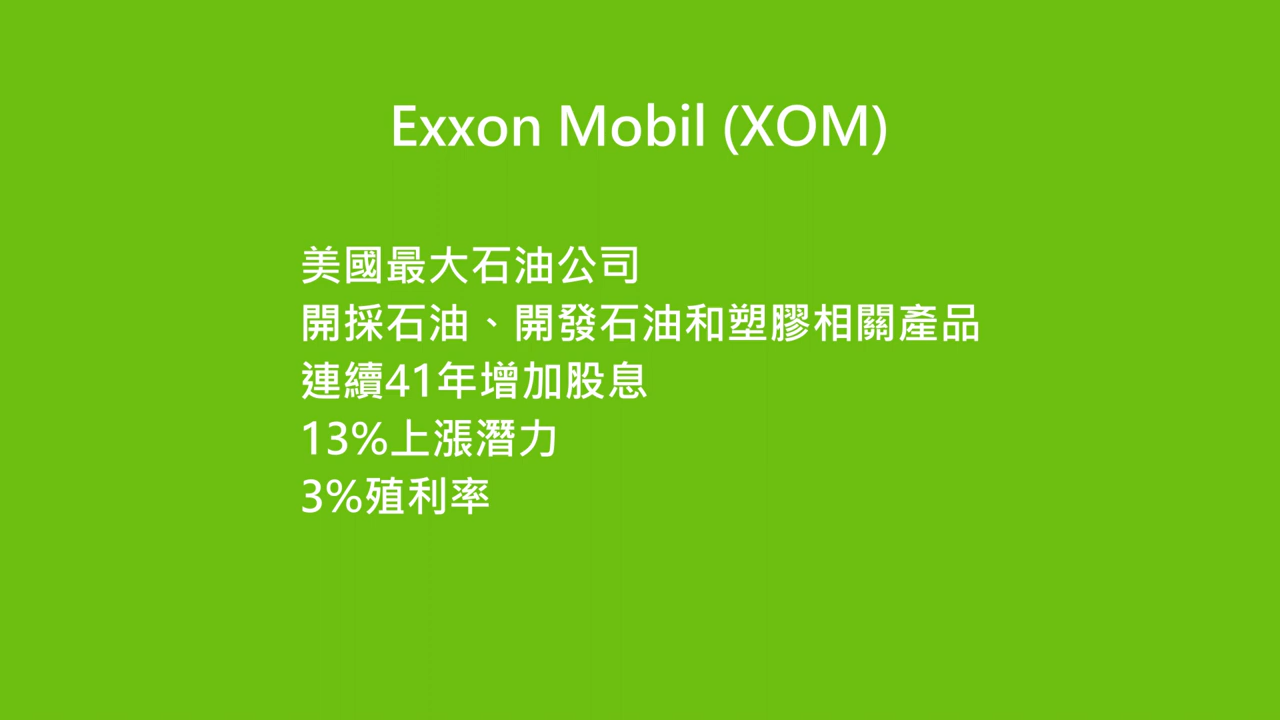 Exxon Mobil (XOM)
美國最大石油公司
開採石油、開發石油和塑膠相關產品
連續41年增加股息
13%上漲潛力
3%殖利率